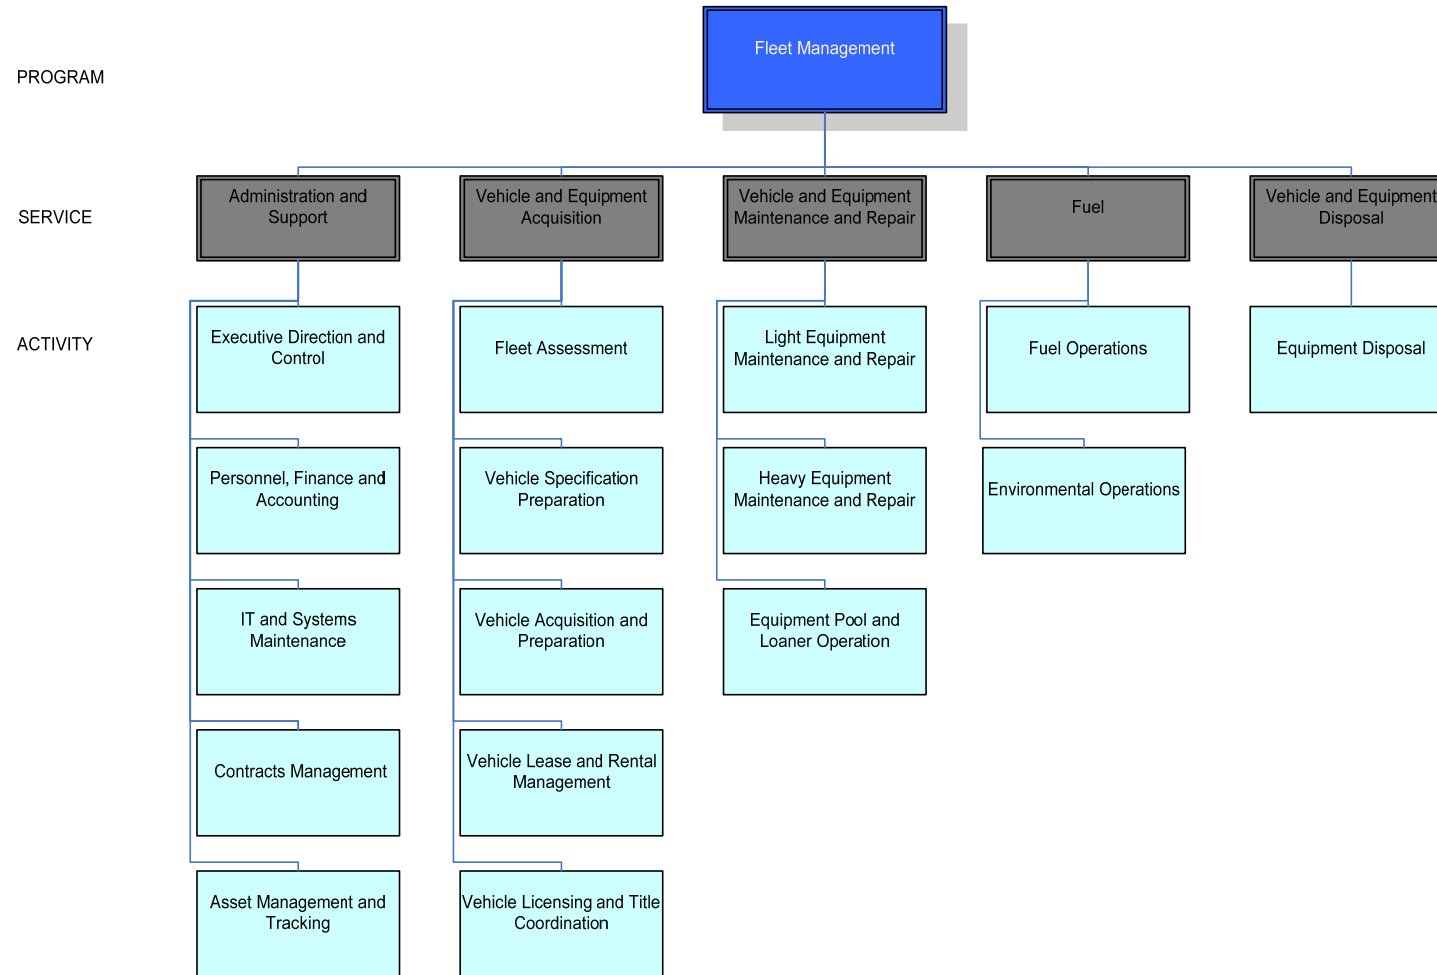 Fleet Management
PROGRAM
SERVICE
Administration and
Support
Vehicle and Equipment
Acquisition
Vehicle and Equipment
Maintenance and Repair
Fuel
Vehicle and Equipment
Disposal
ACTIVITY
Executive Direction and
Control
Fleet Assessment
Light Equipment
Maintenance and Repair
Fuel Operations
Equipment Disposal
Personnel, Finance and
Accounting
Vehicle Specification
Preparation
Heavy Equipment
Maintenance and Repair
Environmental Operations
IT and Systems
Maintenance
Vehicle Acquisition and
Preparation
Equipment Pool and
Loaner Operation
Contracts Management
Vehicle Lease and Rental
Management
Asset Management and
Tracking
Vehicle Licensing and Title
Coordination